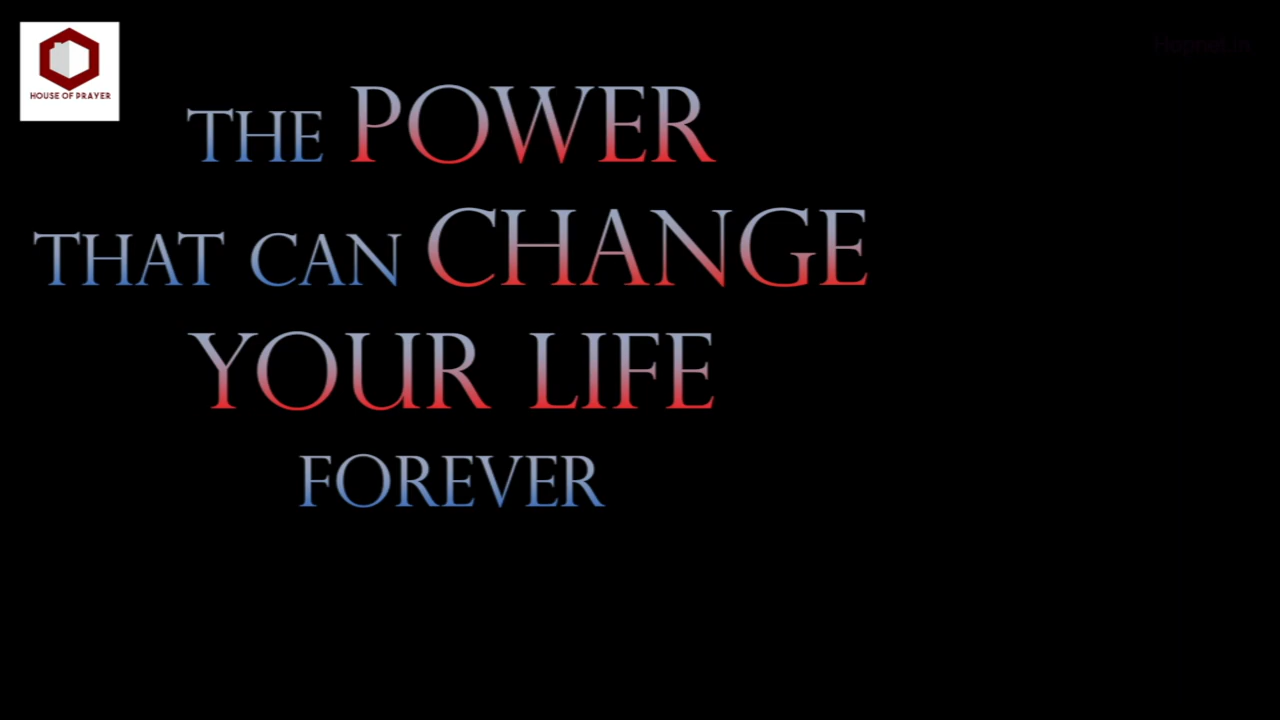 HOUSE OF PRAYER
THE POWER
THAT CAN CHANGE
YOUR LIFE
FOREVER